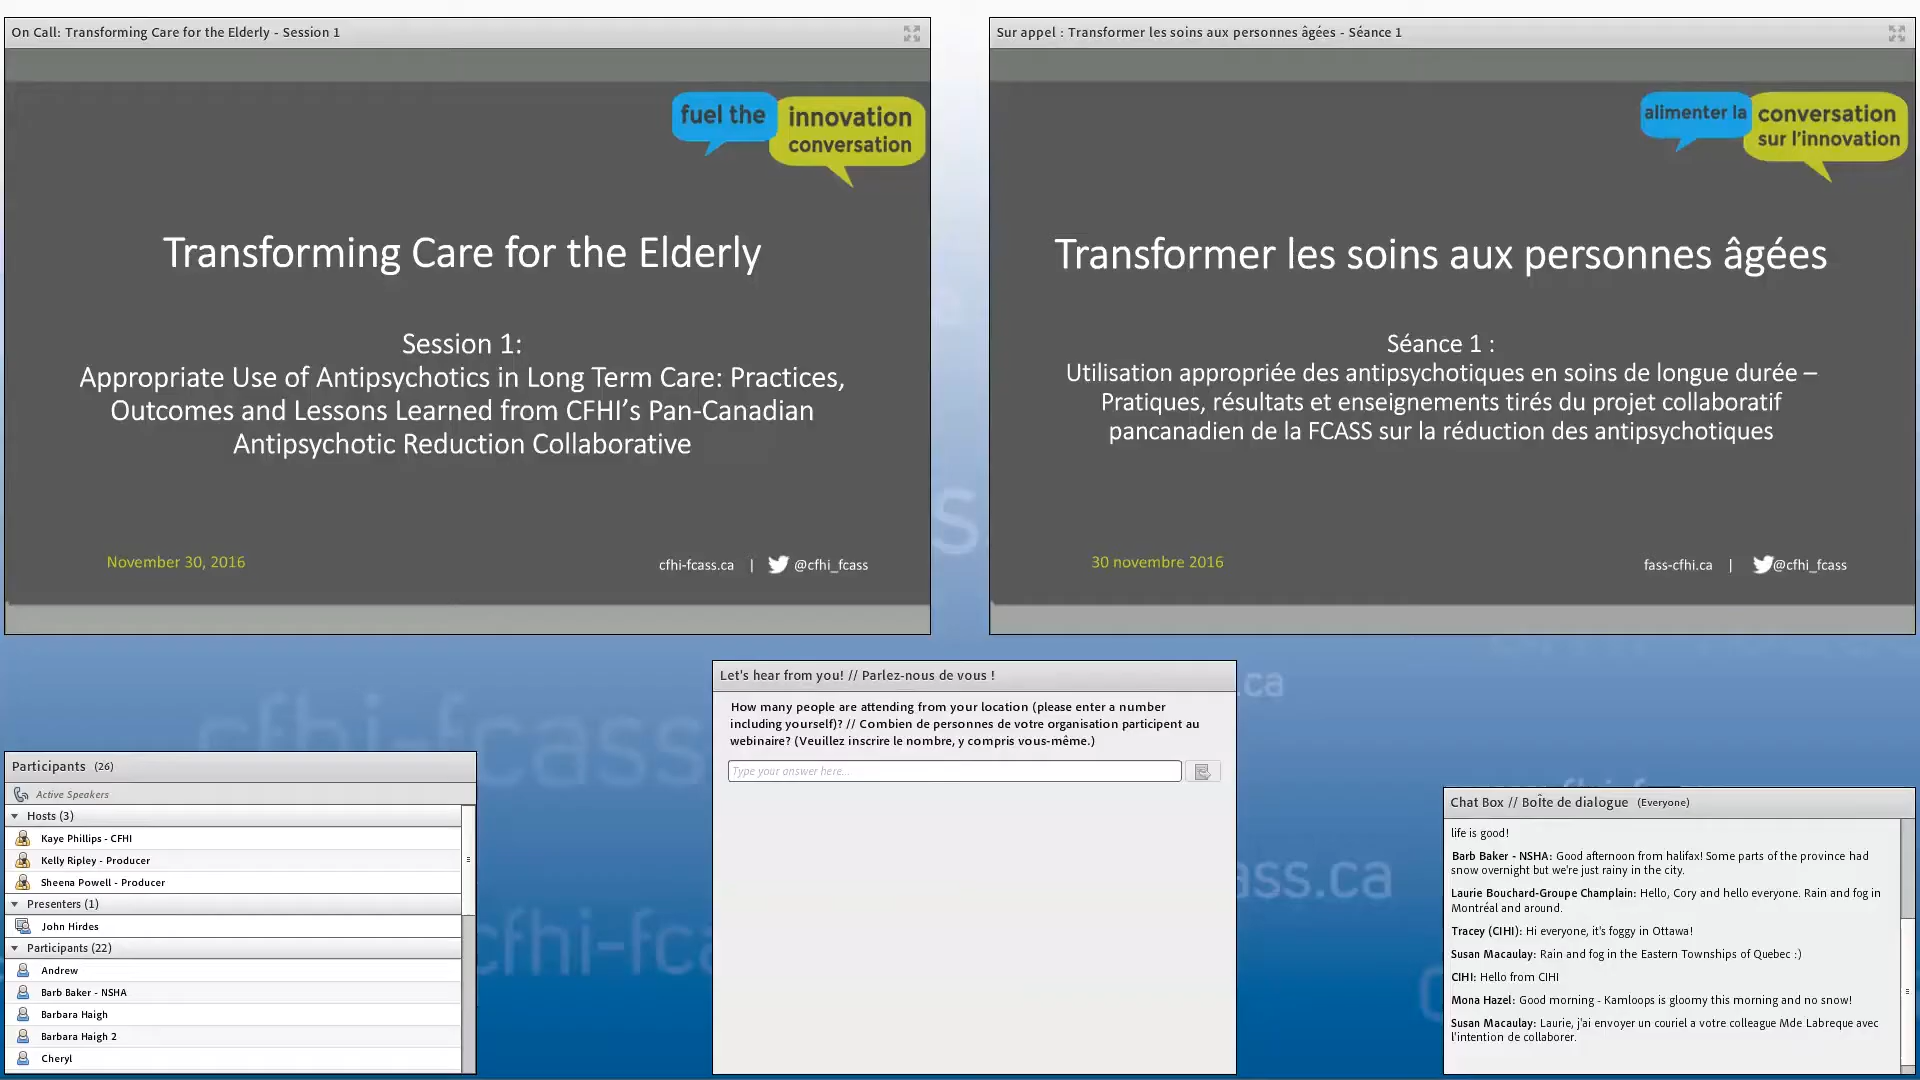 On Call: Transforming Care for the Elderly - Session 1
fuel the
innovation
conversation
Transforming Care for the Elderly
Session 1:
Appropriate Use of Antipsychotics in Long Term Care: Practices,
Outcomes and Lessons Learned from CFHI's Pan-Canadian
Antipsychotic Reduction Collaborative
November 30, 2016
cfhi-fcass.ca | @cfhi_fcass
Sur appel : Transformer les soins aux personnes âgées - Séance 1
alimenter la
conversation
sur l'innovation
Transformer les soins aux personnes âgées
Séance 1 :
Utilisation appropriée des antipsychotiques en soins de longue durée –
Pratiques, résultats et enseignements tirés du projet collaboratif
pancanadien de la FCASS sur la réduction des antipsychotiques
30 novembre 2016
fass-cfhi.ca | @cfhi_fcass
Participants (26)
Active Speakers
Hosts (3)
Kaye Phillips - CFHI
Kelly Ripley - Producer
Sheena Powell - Producer
Presenters (1)
John Hirdes
Participants (22)
Andrew
Barb Baker - NSHA
Barbara Haigh
Barbara Haigh 2
Cheryl
Let's hear from you! // Parlez-nous de vous !
How many people are attending from your location (please enter a number
including yourself)? // Combien de personnes de votre organisation participent au
webinaire? (Veuillez inscrire le nombre, y compris vous-même.)
Type your answer here...
Chat Box // Boîte de dialogue (Everyone)
life is good!
Barb Baker - NSHA: Good afternoon from halifax! Some parts of the province had
snow overnight but we're just rainy in the city.
Laurie Bouchard-Groupe Champlain: Hello, Cory and hello everyone. Rain and fog in
Montréal and around.
Tracey (CIHI): Hi everyone, it's foggy in Ottawa!
Susan Macaulay: Rain and fog in the Eastern Townships of Quebec :)
CIHI: Hello from CIHI
Mona Hazel: Good morning - Kamloops is gloomy this morning and no snow!
Susan Macaulay: Laurie, j'ai envoyer un couriel a votre colleague Mde Labreque avec
l'intention de collaborer.
cfhi-fcass
cfhi-fca
.ca
ass.ca